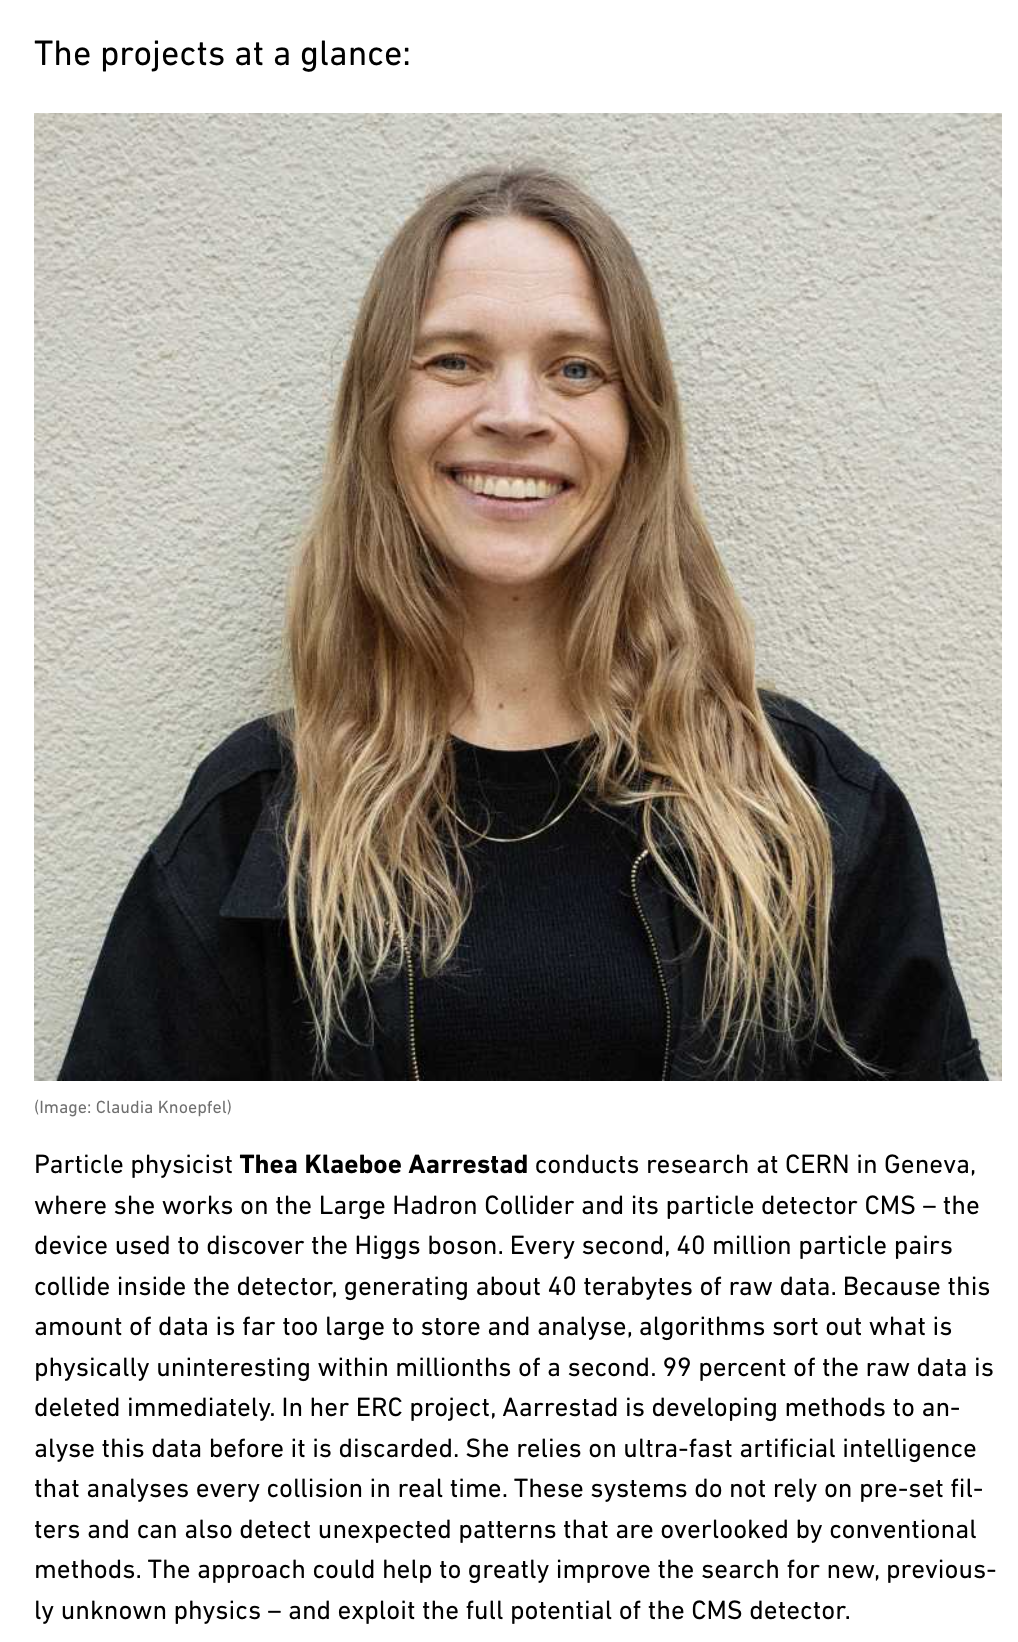 The projects at a glance:
(Image: Claudia Knoepfel)
Particle physicist Thea Klaeboe Aarrestad conducts research at CERN in Geneva,
where she works on the Large Hadron Collider and its particle detector CMS – the
device used to discover the Higgs boson. Every second, 40 million particle pairs
collide inside the detector, generating about 40 terabytes of raw data. Because this
amount of data is far too large to store and analyse, algorithms sort out what is
physically uninteresting within millionths of a second. 99 percent of the raw data is
deleted immediately. In her ERC project, Aarrestad is developing methods to an-
alyse this data before it is discarded. She relies on ultra-fast artificial intelligence
that analyses every collision in real time. These systems do not rely on pre-set fil-
ters and can also detect unexpected patterns that are overlooked by conventional
methods. The approach could help to greatly improve the search for new, previous-
ly unknown physics – and exploit the full potential of the CMS detector.